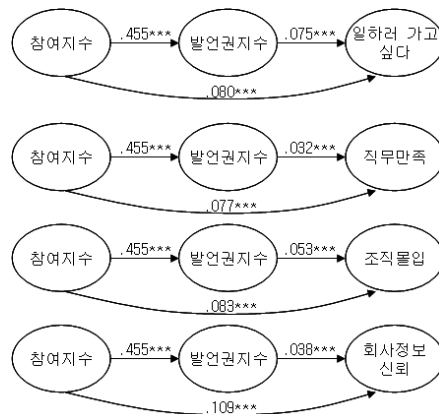 참여지수 .455*** 발언권지수 .075*** 일하러 가고
싶다
.080***
참여지수 .455*** 발언권지수 .032*** 직무만족
.077***
참여지수 .455*** 발언권지수 .053*** 조직몰입
.083***
참여지수 .455*** 발언권지수 .038*** 회사정보
신뢰
.109***